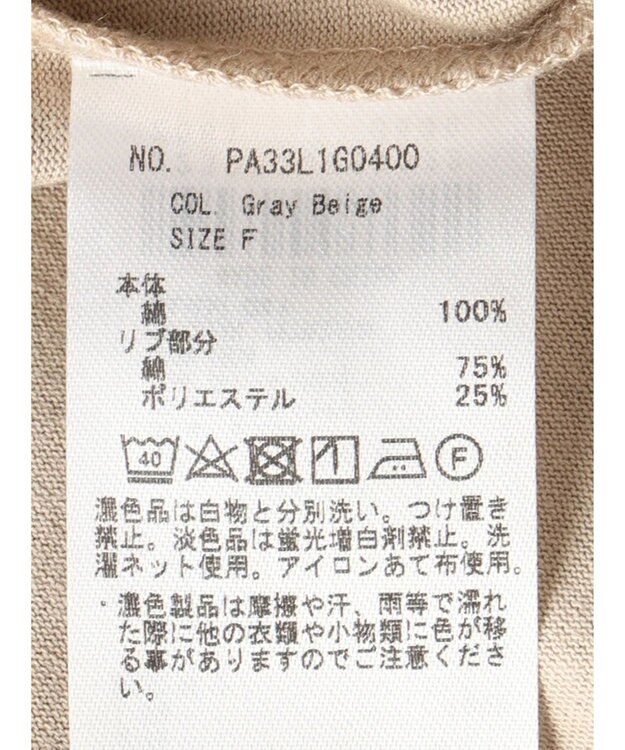 NO. PA33L1G0400
COL. Gray Beige
SIZE F
本体
綿 100%
リブ部分
綿 75%
ポリエステル 25%
40 F
濃色品は白物と分別洗い。つけ置き
禁止。淡色品は蛍光増白剤禁止。洗
濯ネット使用。アイロンあて布使用。
・濃色製品は摩擦や汗、雨等で濡れ
た際に他の衣類や小物類に色が移
る事がありますのでご注意くださ
い。